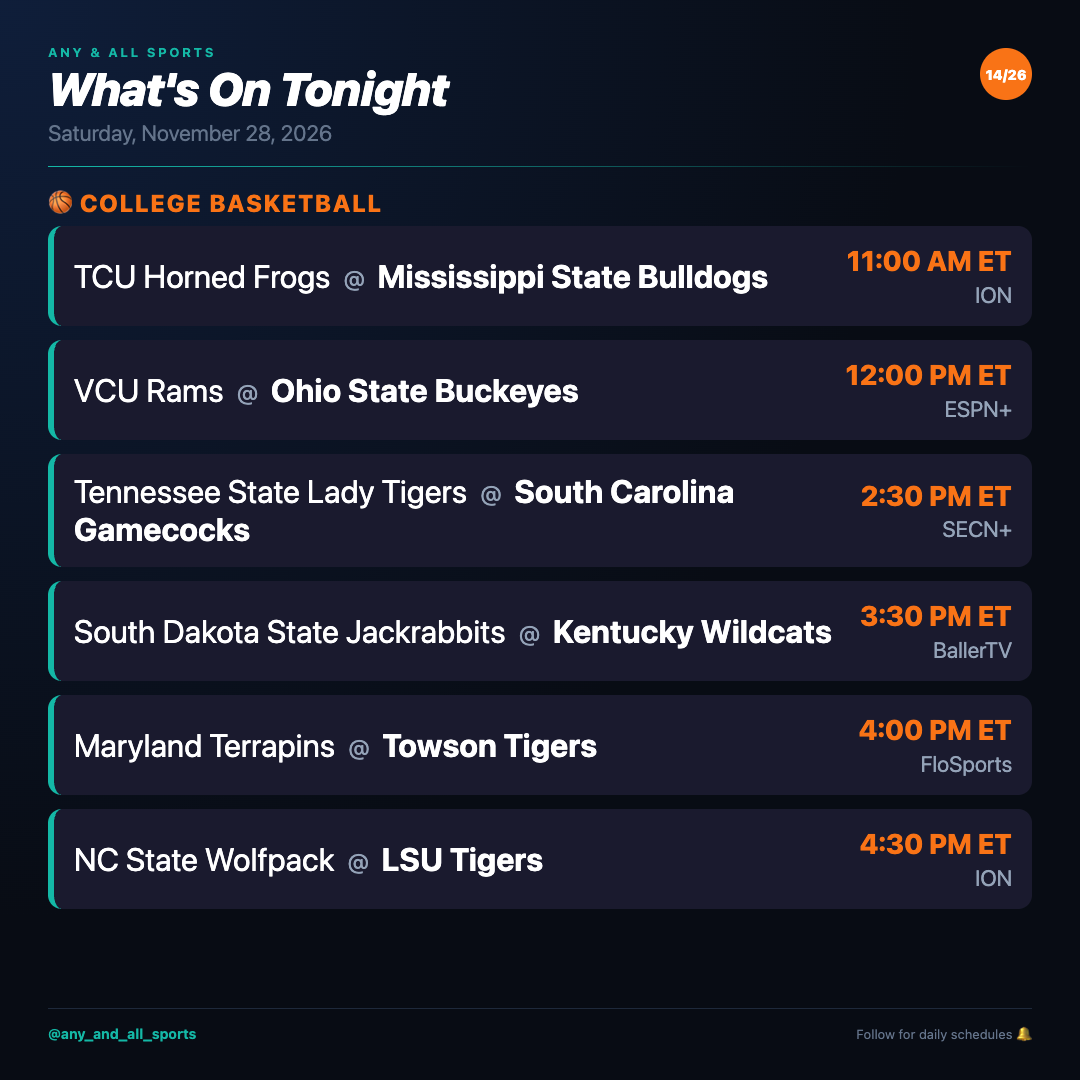 ANY & ALL SPORTS
What's On Tonight
14/26
Saturday, November 28, 2026
🏀 COLLEGE BASKETBALL
TCU Horned Frogs @ Mississippi State Bulldogs
11:00 AM ET
ION
VCU Rams @ Ohio State Buckeyes
12:00 PM ET
ESPN+
Tennessee State Lady Tigers @ South Carolina
Gamecocks
2:30 PM ET
SECN+
South Dakota State Jackrabbits @ Kentucky Wildcats
3:30 PM ET
BallerTV
Maryland Terrapins @ Towson Tigers
4:00 PM ET
FloSports
NC State Wolfpack @ LSU Tigers
4:30 PM ET
ION
@any_and_all_sports
Follow for daily schedules 🔔